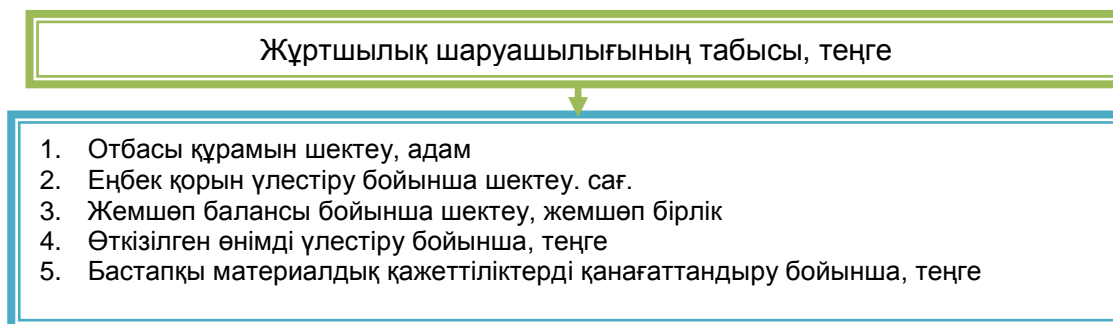 Жұртшылық шаруашылығының табысы, теңге
1. Отбасы құрамын шектеу, адам
2. Еңбек қорын үлестіру бойынша шектеу. сағ.
3. Жемшөп балансы бойынша шектеу, жемшөп бірлік
4. Өткізілген өнімді үлестіру бойынша, теңге
5. Бастапқы материалдық қажеттіліктерді қанағаттандыру бойынша, теңге